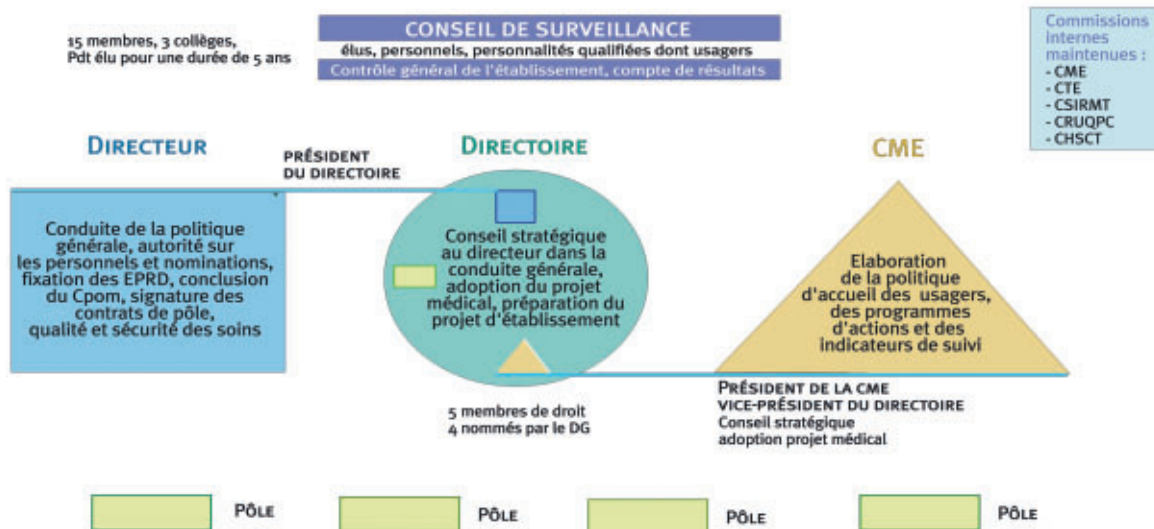 15 membres, 3 collèges,
Pdt élu pour une durée de 5 ans
CONSEIL DE SURVEILLANCE
élus, personnels, personnalités qualifiées dont usagers
Contrôle général de l'établissement, compte de résultats
Commissions
internes
maintenues :
- CME
- CTE
- CSIRMT
- CRUQPC
- CHSCT
DIRECTEUR
PRÉSIDENT
DU DIRECTOIRE
DIRECTOIRE
CME
Conduite de la politique
générale, autorité sur
les personnels et nominations,
fixation des EPRD, conclusion
du Cpom, signature des
contrats de pôle,
qualité et sécurité des soins
Conseil stratégique
au directeur dans la
conduite générale,
adoption du projet
médical, préparation du
projet d'établissement
Elaboration
de la politique
d'accueil des usagers,
des programmes
d'actions et des
indicateurs de suivi
5 membres de droit
4 nommés par le DG
PRÉSIDENT DE LA CME
VICE-PRÉSIDENT DU DIRECTOIRE
Conseil stratégique
adoption projet médical
PÔLE
PÔLE
PÔLE
PÔLE